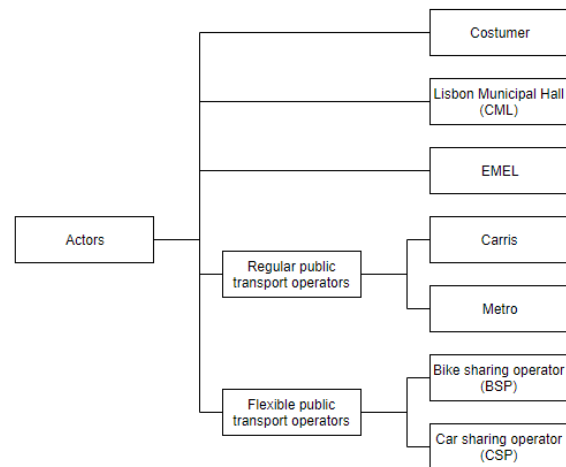 Costumer
Lisbon Municipal Hall
(CML)
EMEL
Actors
Regular public
transport operators
Carris
Metro
Flexible public
transport operators
Bike sharing operator
(BSP)
Car sharing operator
(CSP)